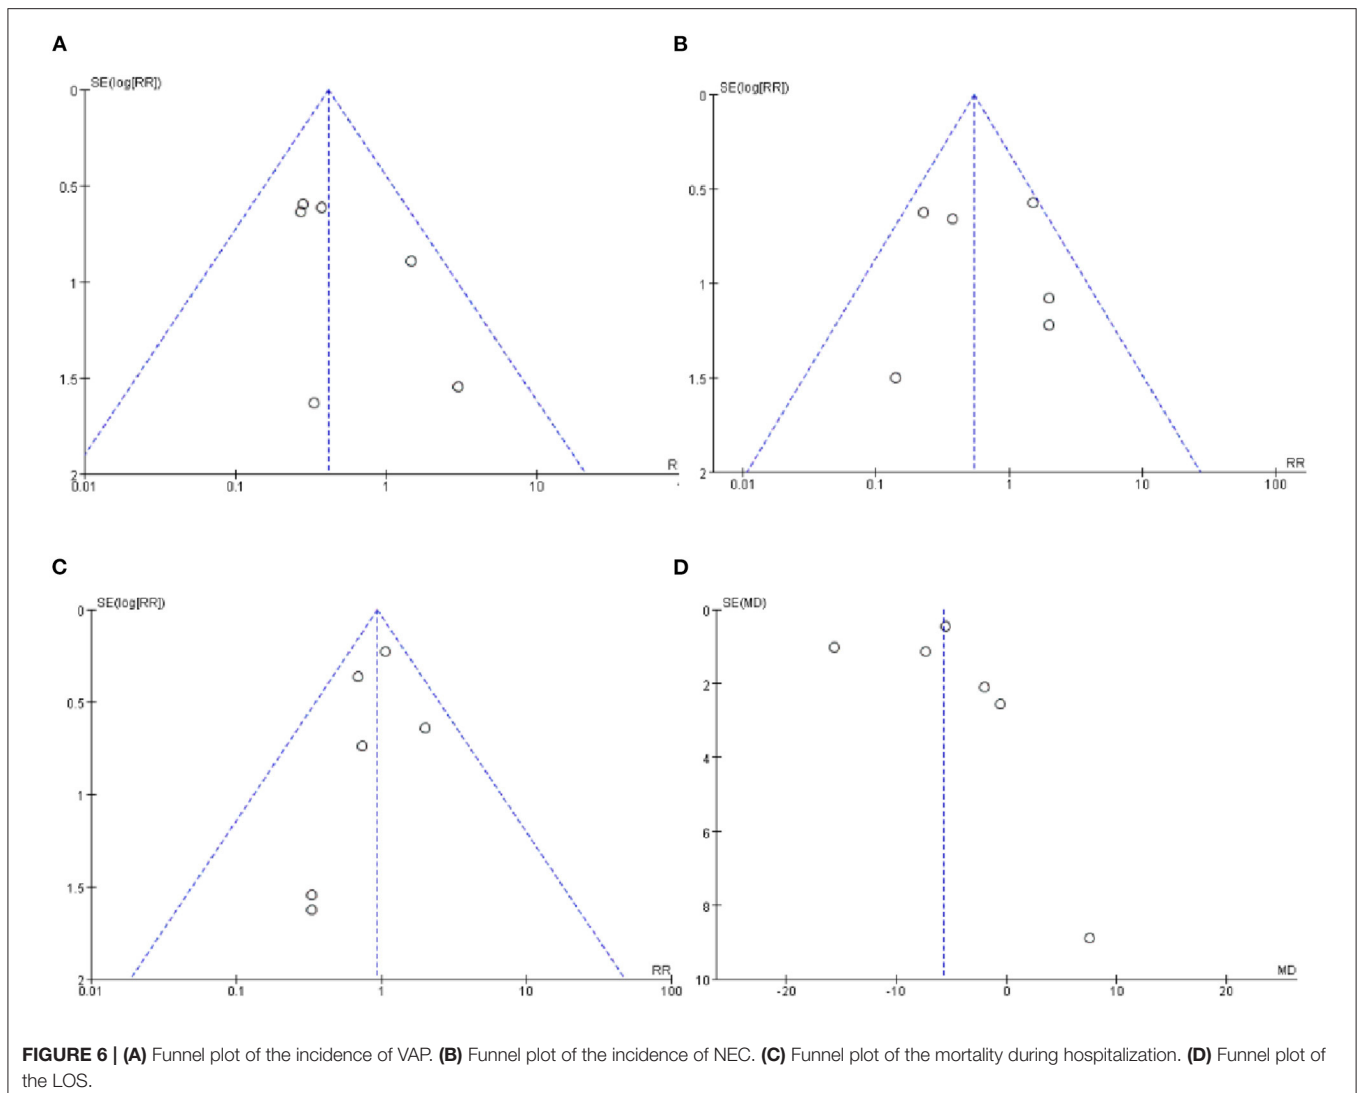 A
SE(log[RR])
0
0.5
1
1.5
2
0.01
0.1
1
10
R
B
SE(log[RR])
0
0.5
1
1.5
2
0.01
0.1
1
10
100
RR
C
SE(log[RR])
0
0.5
1
1.5
2
0.01
0.1
1
10
100
RR
D
SE(MD)
0
2
4
6
8
10
-20
-10
0
10
20
MD
FIGURE 6 | (A) Funnel plot of the incidence of VAP. (B) Funnel plot of the incidence of NEC. (C) Funnel plot of the mortality during hospitalization. (D) Funnel plot of
the LOS.